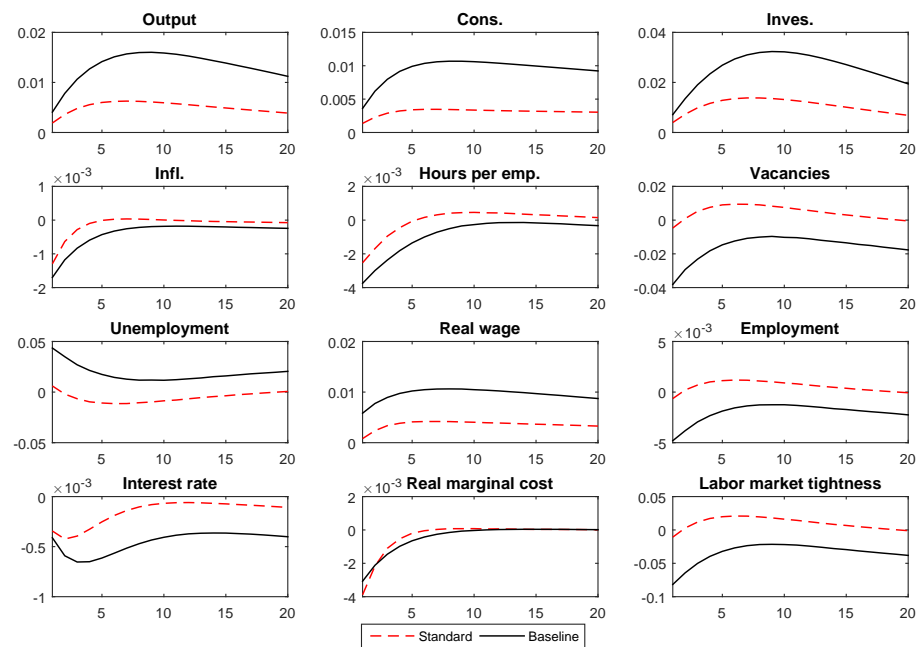 Output Cons. Inves.
0.02 0.015 0.04
0.01 0.01 0.02
0.005
0 0 0
5 10 15 20 5 10 15 20 5 10 15 20
×10⁻³ Infl. ×10⁻³ Hours per emp. Vacancies
1 2 0.02
0 0 0
-1 -2 -0.02
-2 -4 -0.04
5 10 15 20 5 10 15 20 5 10 15 20
Unemployment Real wage ×10⁻³ Employment
0.05 0.02 5
0 0.01 0
-0.05 0 -5
5 10 15 20 5 10 15 20 5 10 15 20
×10⁻³ Interest rate ×10⁻³ Real marginal cost Labor market tightness
0 2 0.05
-0.5 0 0
-2 -0.05
-1 -4 -0.1
5 10 15 20 5 10 15 20 5 10 15 20
Standard Baseline